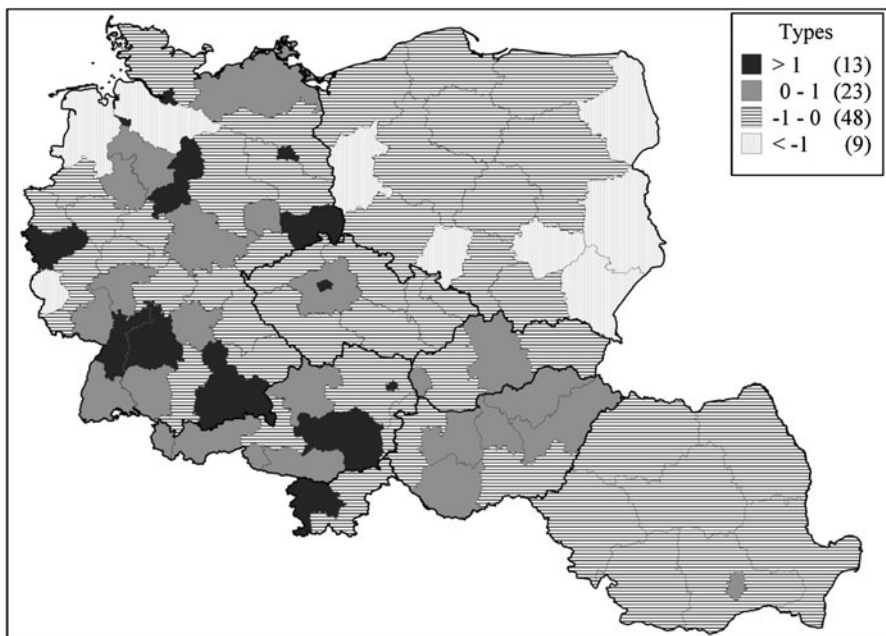 Types
> 1 (13)
0 - 1 (23)
-1 - 0 (48)
< -1 (9)